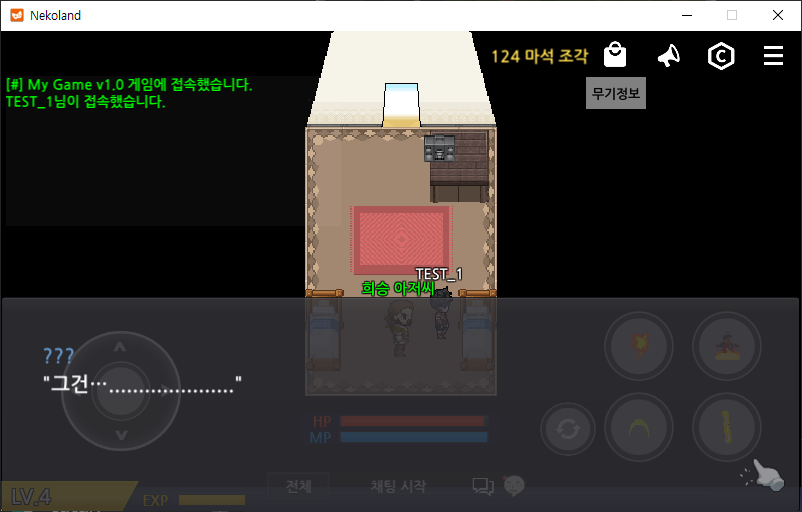 Nekoland
124 마석 조각
[#] My Game v1.0 게임에 접속했습니다.
TEST_1님이 접속했습니다.
무기정보
TEST_1
희승 아저씨
???
"그건…....................."
HP
MP
전체
채팅 시작
LV.4
EXP